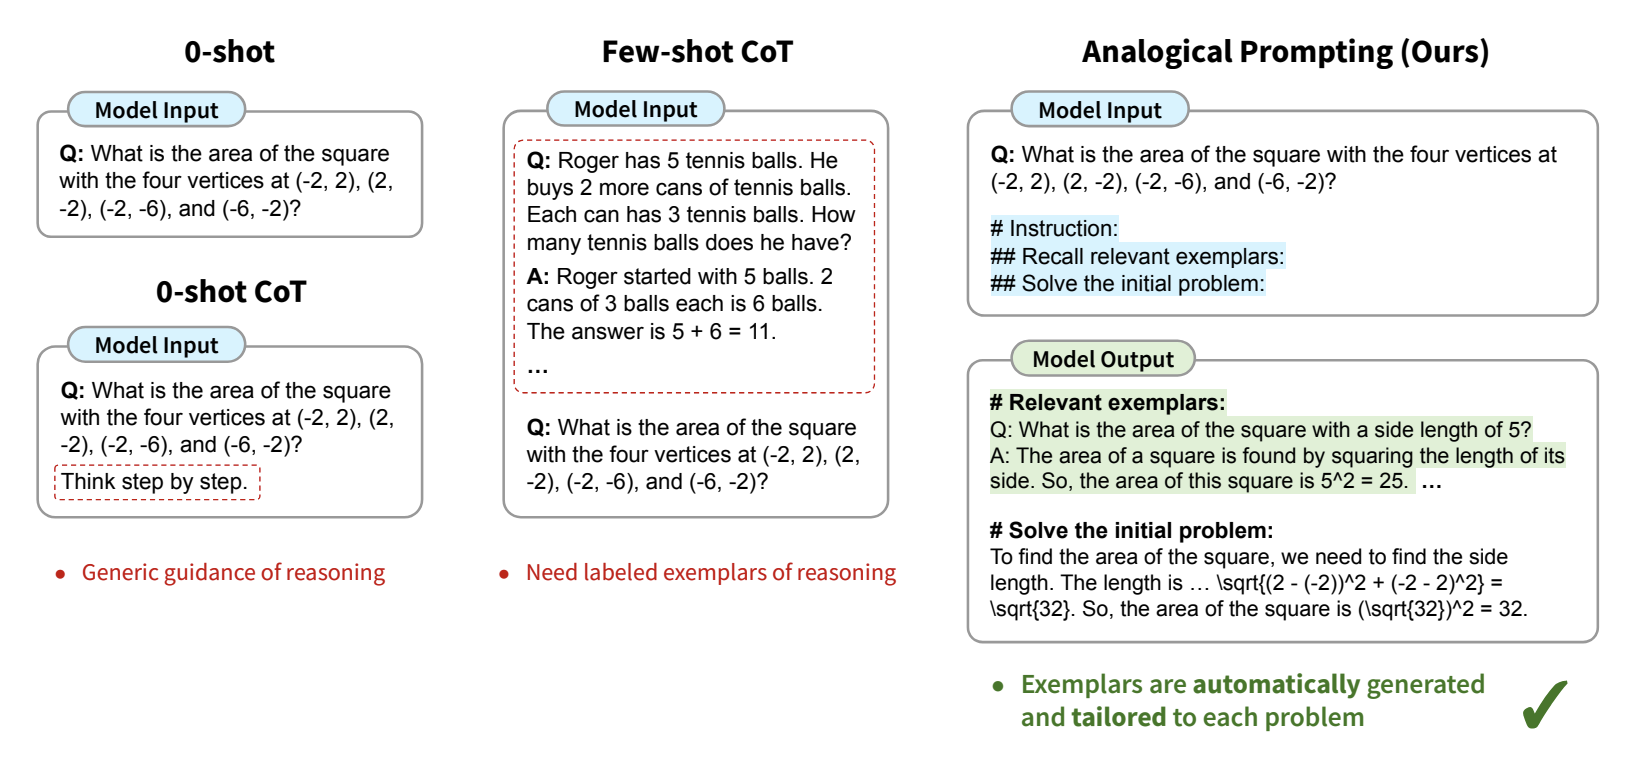 0-shot
Model Input
Q: What is the area of the square
with the four vertices at (-2, 2), (2,
-2), (-2, -6), and (-6, -2)?
0-shot CoT
Model Input
Q: What is the area of the square
with the four vertices at (-2, 2), (2,
-2), (-2, -6), and (-6, -2)?
Think step by step.
• Generic guidance of reasoning
Few-shot CoT
Model Input
Q: Roger has 5 tennis balls. He
buys 2 more cans of tennis balls.
Each can has 3 tennis balls. How
many tennis balls does he have?
A: Roger started with 5 balls. 2
cans of 3 balls each is 6 balls.
The answer is 5 + 6 = 11.
...
Q: What is the area of the square
with the four vertices at (-2, 2), (2,
-2), (-2, -6), and (-6, -2)?
• Need labeled exemplars of reasoning
Analogical Prompting (Ours)
Model Input
Q: What is the area of the square with the four vertices at
(-2, 2), (2, -2), (-2, -6), and (-6, -2)?
# Instruction:
## Recall relevant exemplars:
## Solve the initial problem:
Model Output
# Relevant exemplars:
Q: What is the area of the square with a side length of 5?
A: The area of a square is found by squaring the length of its
side. So, the area of this square is 5^2 = 25. ...
# Solve the initial problem:
To find the area of the square, we need to find the side
length. The length is … \sqrt{(2 - (-2))^2 + (-2 - 2)^2} =
\sqrt{32}. So, the area of the square is (\sqrt{32})^2 = 32.
• Exemplars are automatically generated
and tailored to each problem